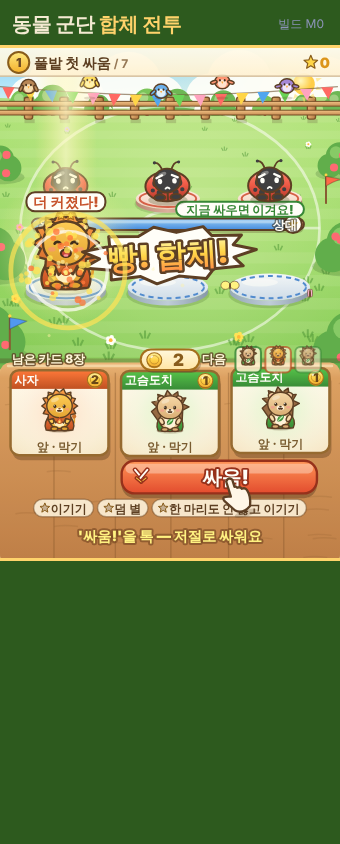 동물 군단 합체 전투
빌드 M0
1 풀발 첫 싸움 / 7
0
더 커졌다!
지금 싸우면 이겨요!
상대
빵! 합체!
남은 카드 8장
2
다음
사자 2
고슴도치 1
고슴도치 1
앞 · 막기
앞 · 막기
앞 · 막기
싸움!
이기기
덤 별
한 마리도 안 잃고 이기기
'싸움!'을 톡 — 저절로 싸워요